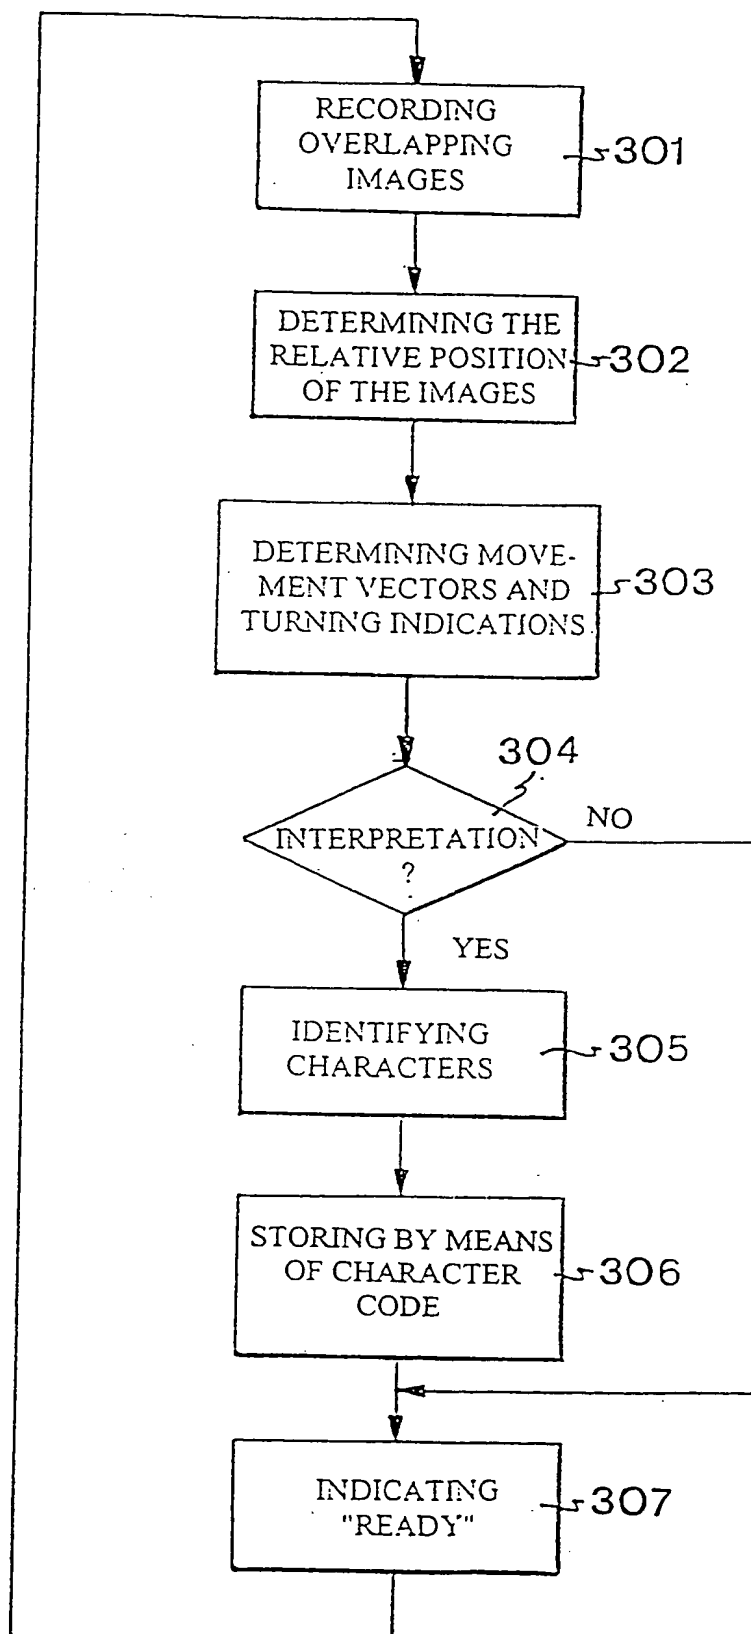 RECORDING
OVERLAPPING
IMAGES
301
DETERMINING THE
RELATIVE POSITION
OF THE IMAGES
302
DETERMINING MOVE-
MENT VECTORS AND
TURNING INDICATIONS
303
304
INTERPRETATION
?
NO
YES
IDENTIFYING
CHARACTERS
305
STORING BY MEANS
OF CHARACTER
CODE
306
INDICATING
"READY"
307